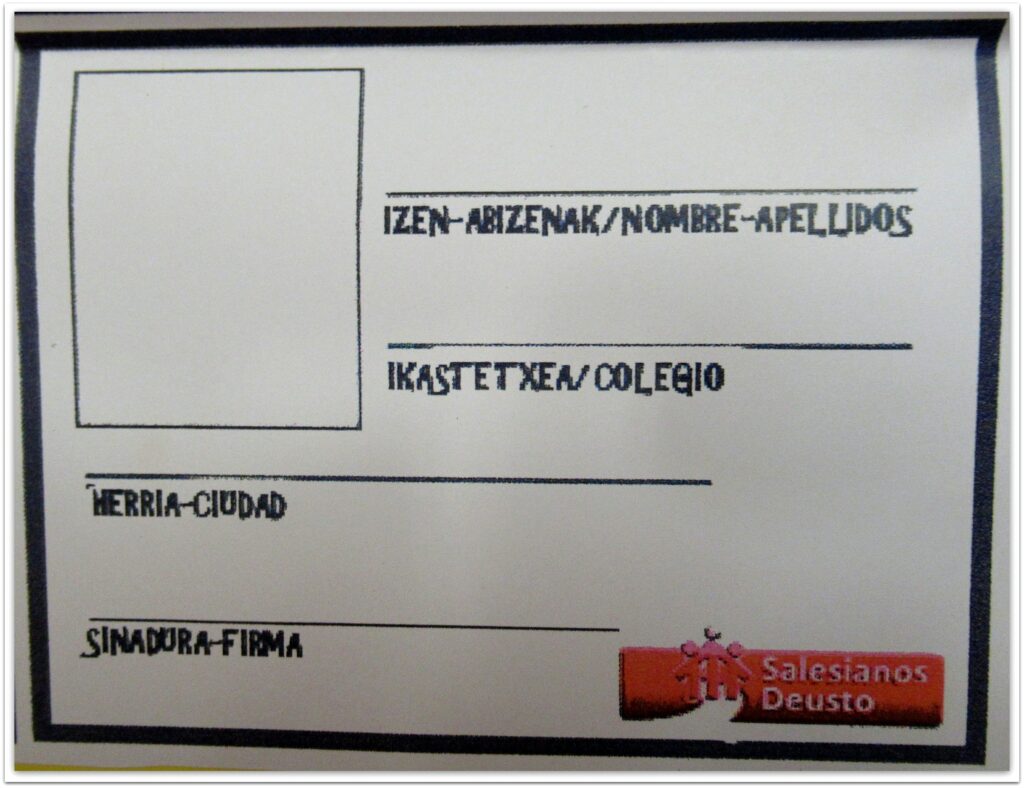 IZEN-ABIZENAK/NOMBRE-APELLIDOS
IKASTETXEA/COLEGIO
HERRIA-CIUDAD
SINADURA-FIRMA
Salesianos
Deusto